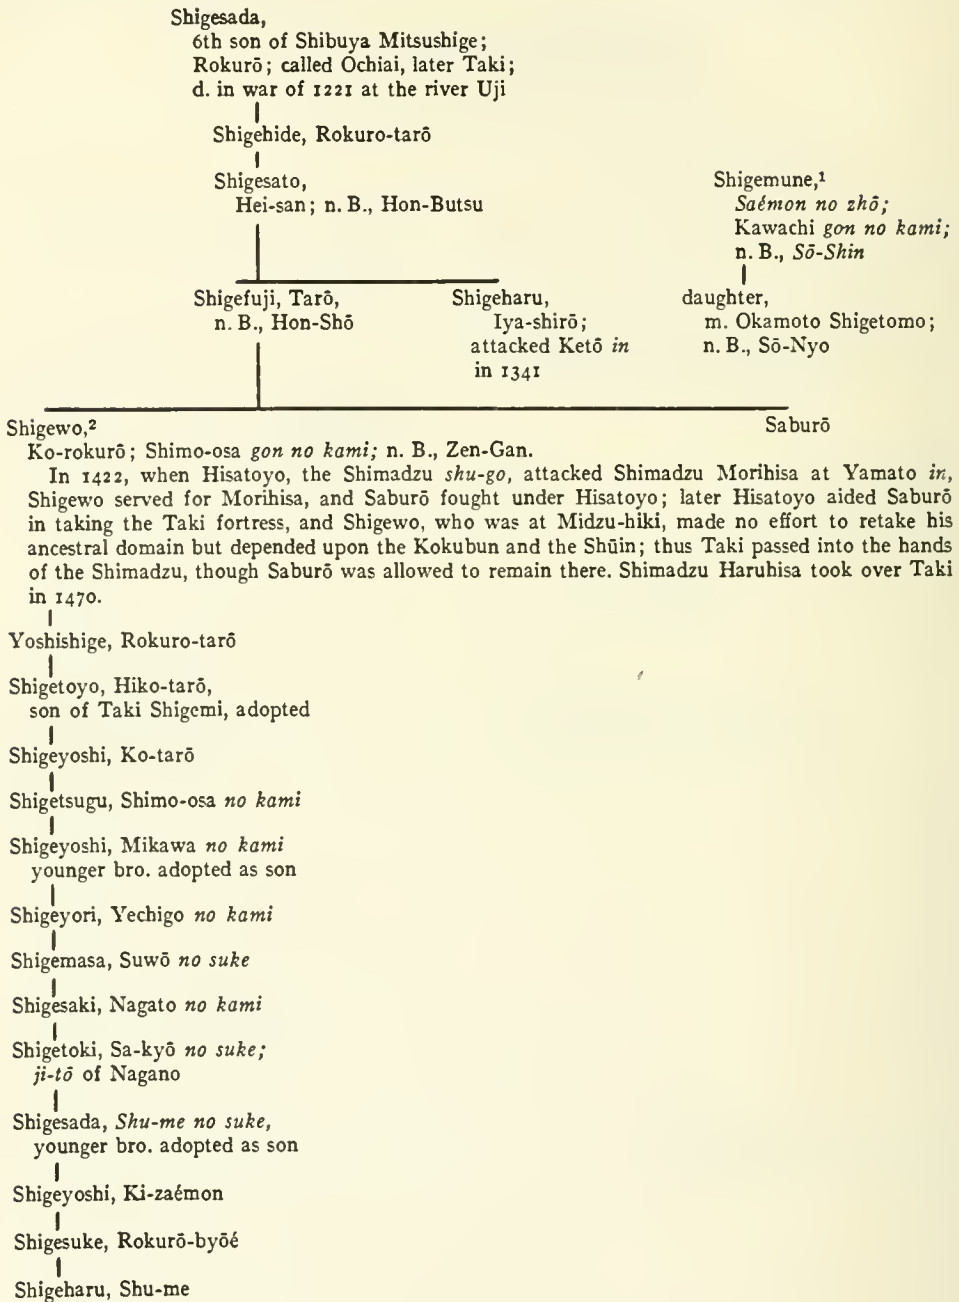 Shigesada,
6th son of Shibuya Mitsushige;
Rokurō; called Ochiai, later Taki;
d. in war of 1221 at the river Uji
Shigehide, Rokuro-tarō
Shigesato,
Hei-san; n. B., Hon-Butsu
Shigemune,¹
Saémon no zhō;
Kawachi gon no kami;
n. B., Sō-Shin
Shigefuji, Tarō,
n. B., Hon-Shō
Shigeharu,
Iya-shirō;
attacked Ketō in
in 1341
daughter,
m. Okamoto Shigetomo;
n. B., Sō-Nyo
Shigewo,²
Saburō
Ko-rokurō; Shimo-osa gon no kami; n. B., Zen-Gan.
In 1422, when Hisatoyo, the Shimadzu shu-go, attacked Shimadzu Morihisa at Yamato in,
Shigewo served for Morihisa, and Saburō fought under Hisatoyo; later Hisatoyo aided Saburō
in taking the Taki fortress, and Shigewo, who was at Midzu-hiki, made no effort to retake his
ancestral domain but depended upon the Kokubun and the Shūin; thus Taki passed into the hands
of the Shimadzu, though Saburō was allowed to remain there. Shimadzu Haruhisa took over Taki
in 1470.
Yoshishige, Rokuro-tarō
Shigetoyo, Hiko-tarō,
son of Taki Shigemi, adopted
Shigeyoshi, Ko-tarō
Shigetsugu, Shimo-osa no kami
Shigeyoshi, Mikawa no kami
younger bro. adopted as son
Shigeyori, Yechigo no kami
Shigemasa, Suwō no suke
Shigesaki, Nagato no kami
Shigetoki, Sa-kyō no suke;
ji-tō of Nagano
Shigesada, Shu-me no suke,
younger bro. adopted as son
Shigeyoshi, Ki-zaémon
Shigesuke, Rokurō-byōé
Shigeharu, Shu-me